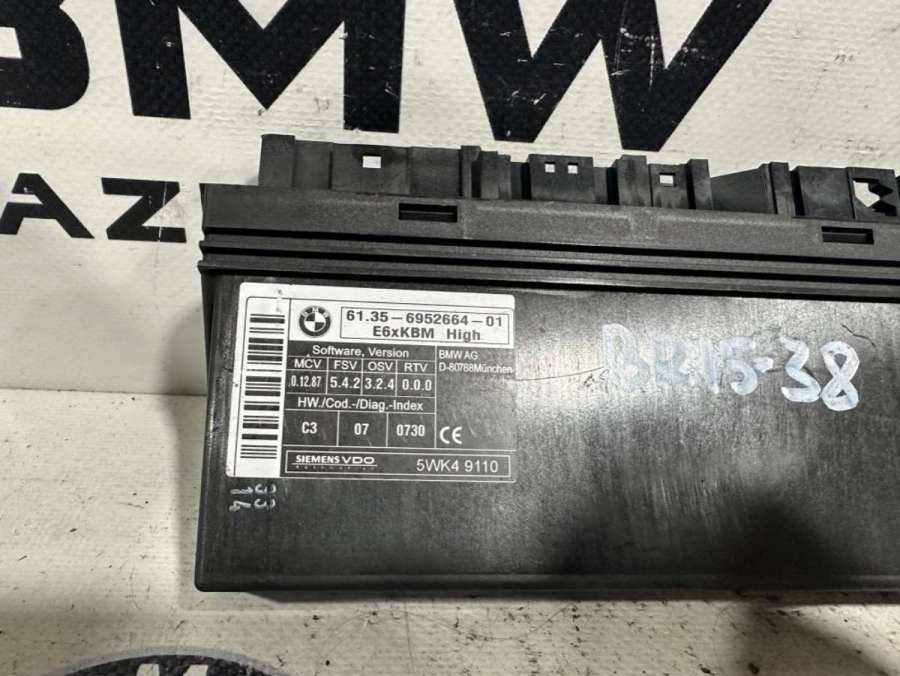 BMW
AZ
61.35-6952664-01
E6xKBM High
Software, Version
MCV FSV OSV RTV
0.12.87 5.4.2 3.2.4 0.0.0
HW./Cod.-/Diag.-Index
C3 07 0730
BMW AG
D-80788München
CE
SIEMENS VDO
5WK4 9110
BR15-38